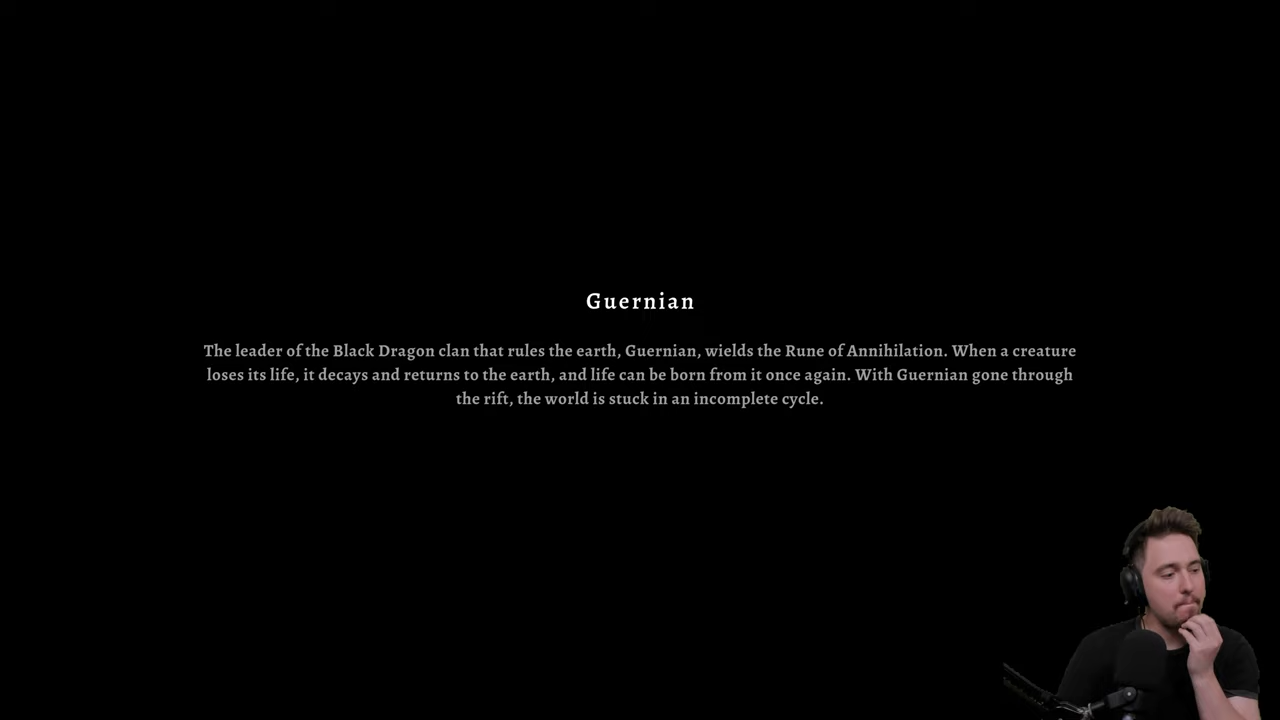 Guernian
The leader of the Black Dragon clan that rules the earth, Guernian, wields the Rune of Annihilation. When a creature
loses its life, it decays and returns to the earth, and life can be born from it once again. With Guernian gone through
the rift, the world is stuck in an incomplete cycle.